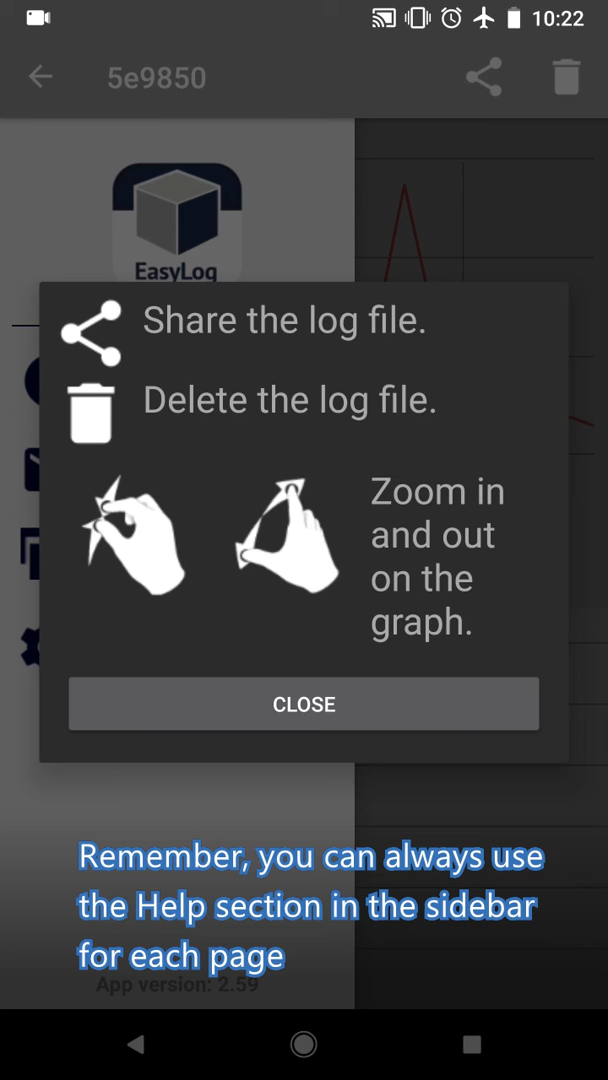 10:22
5e9850
EasyLog
Share the log file.
Delete the log file.
Zoom in
and out
on the
graph.
CLOSE
Remember, you can always use
the Help section in the sidebar
for each page
App version: 2.59